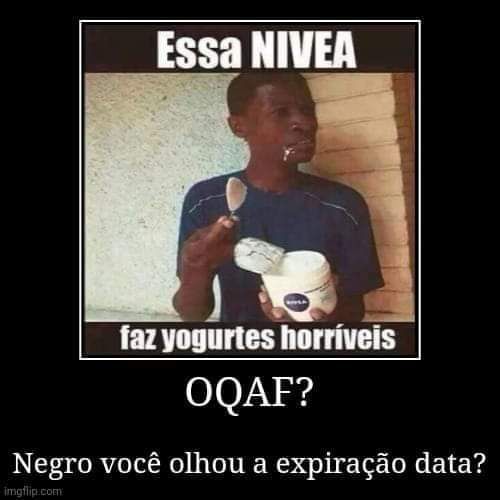 Essa NIVEA
NIVEA
faz yogurtes horríveis
OQAF?
Negro você olhou a expiração data?
imgflip.com